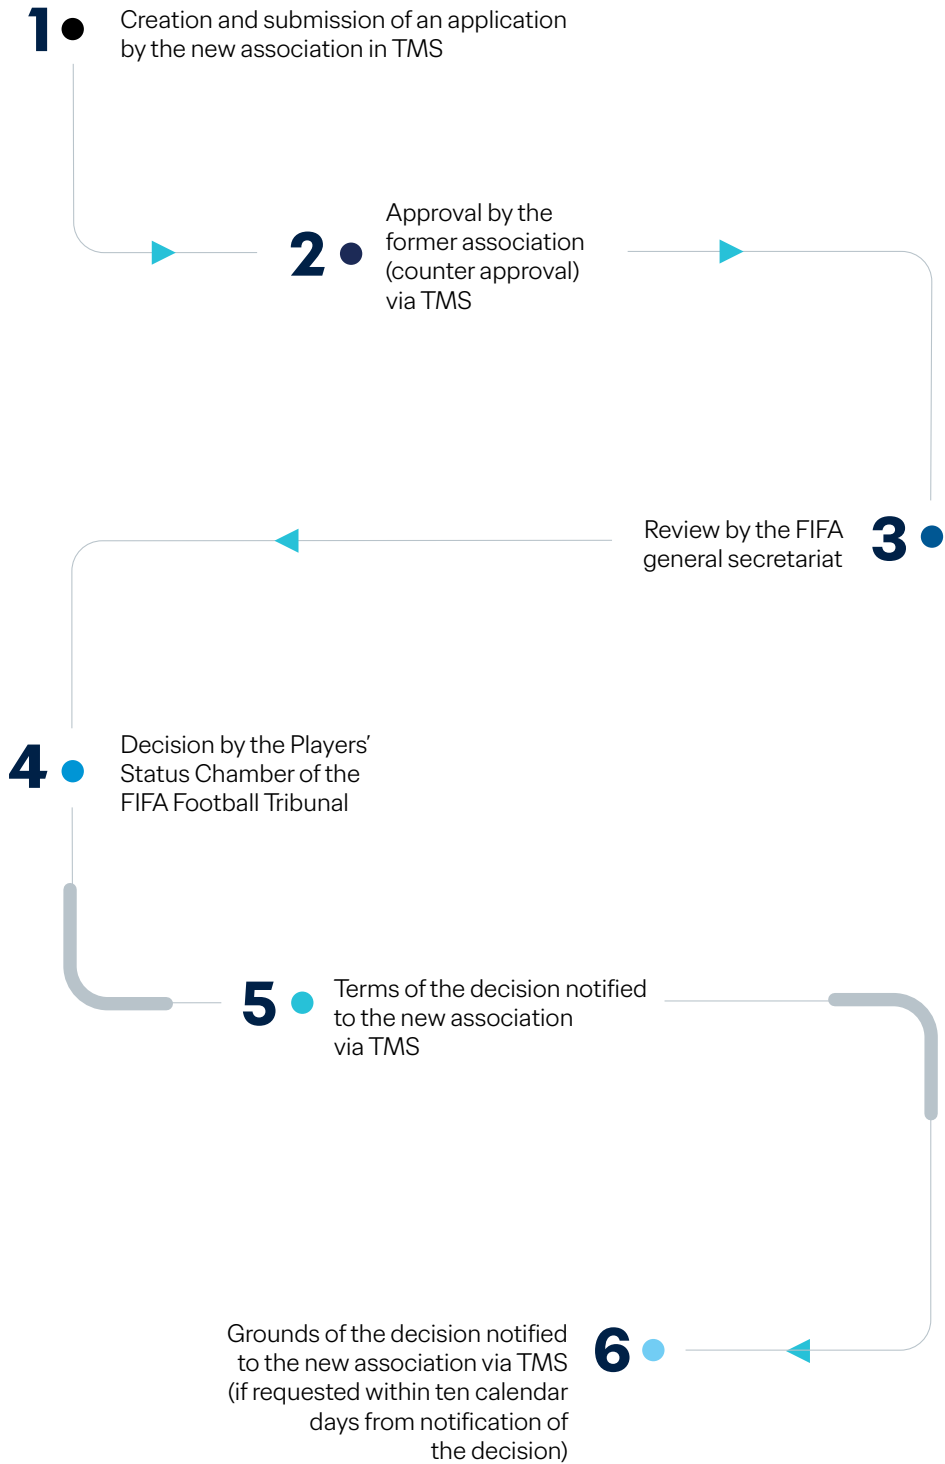 1
Creation and submission of an application
by the new association in TMS
2
Approval by the
former association
(counter approval)
via TMS
Review by the FIFA
general secretariat
3
4
Decision by the Players’
Status Chamber of the
FIFA Football Tribunal
5
Terms of the decision notified
to the new association
via TMS
Grounds of the decision notified
to the new association via TMS
(if requested within ten calendar
days from notification of
the decision)
6